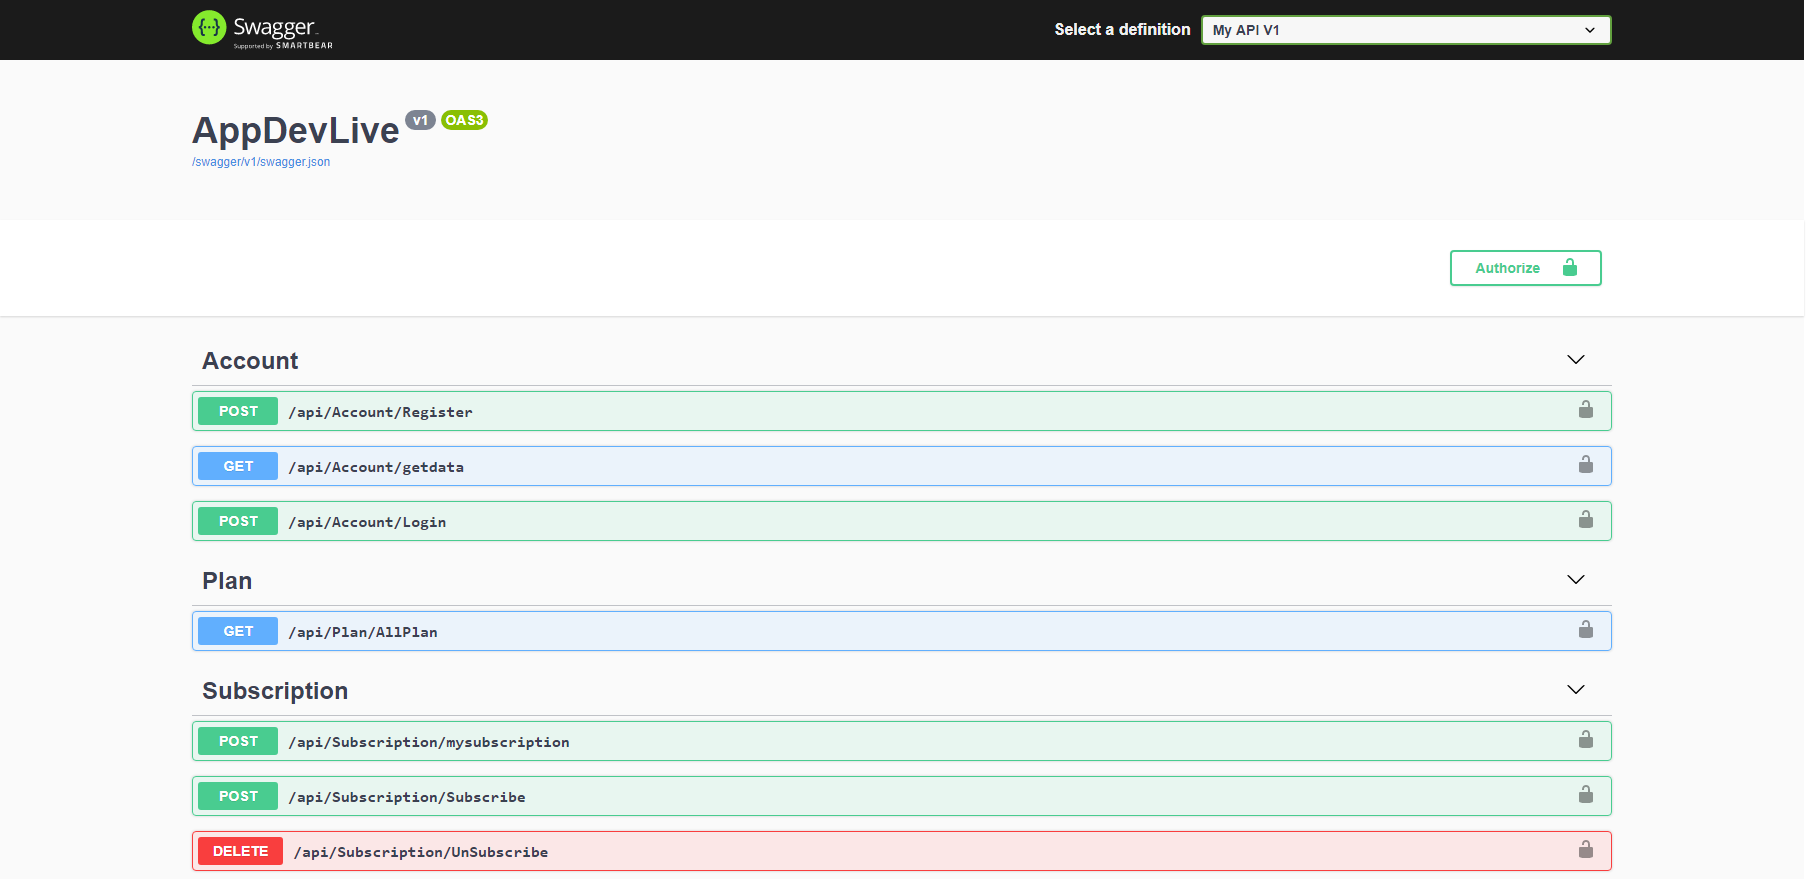 Swagger
Supported by SMARTBEAR
Select a definition
My API V1
AppDevLive v1 OAS3
/swagger/v1/swagger.json
Authorize
Account
POST /api/Account/Register
GET /api/Account/getdata
POST /api/Account/Login
Plan
GET /api/Plan/AllPlan
Subscription
POST /api/Subscription/mysubscription
POST /api/Subscription/Subscribe
DELETE /api/Subscription/UnSubscribe